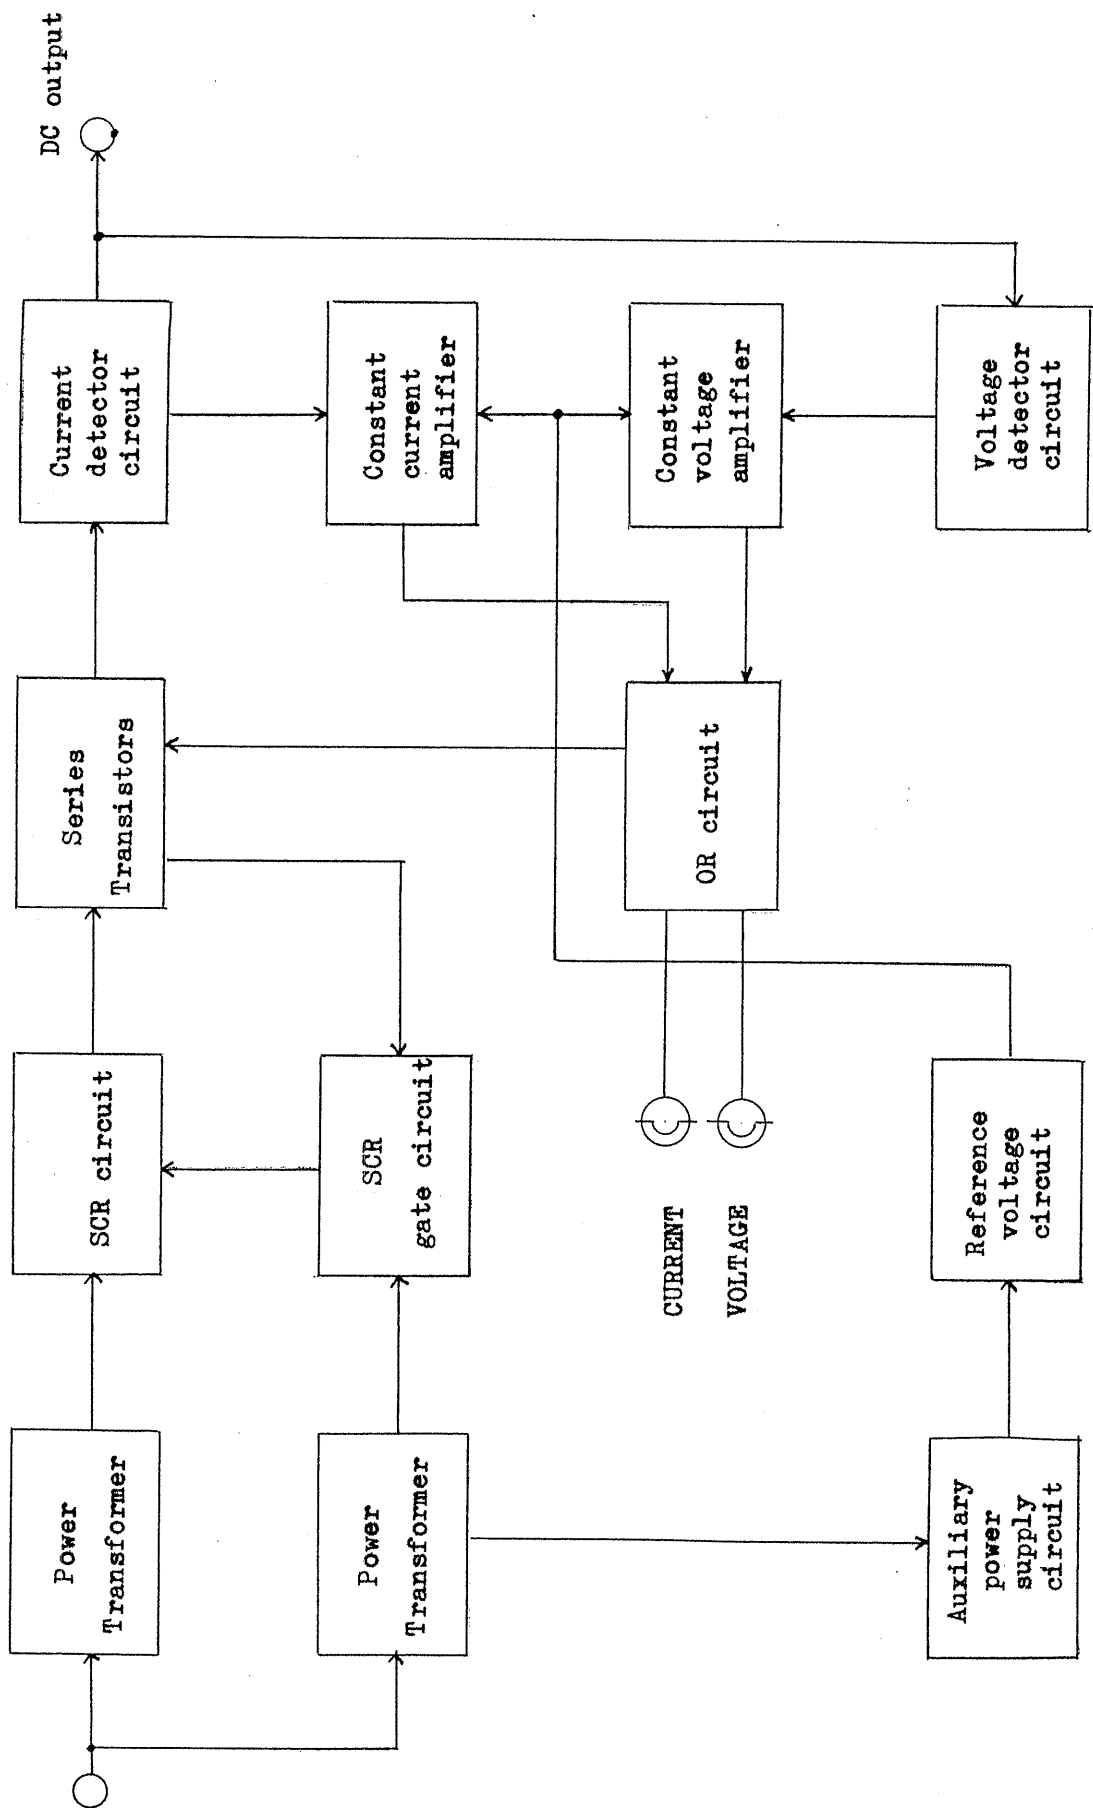 Power
Transformer
SCR circuit
Series
Transistors
Current
detector
circuit
DC output
Power
Transformer
SCR
gate circuit
Constant
current
amplifier
CURRENT
VOLTAGE
OR circuit
Constant
voltage
amplifier
Auxiliary
power
supply
circuit
Reference
voltage
circuit
Voltage
detector
circuit